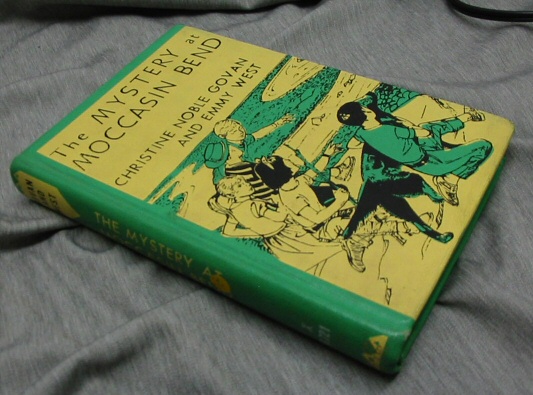 The MYSTERY at
MOCCASIN BEND
CHRISTINE NOBLE GOVAN
AND EMMY WEST
THE MYSTERY AT